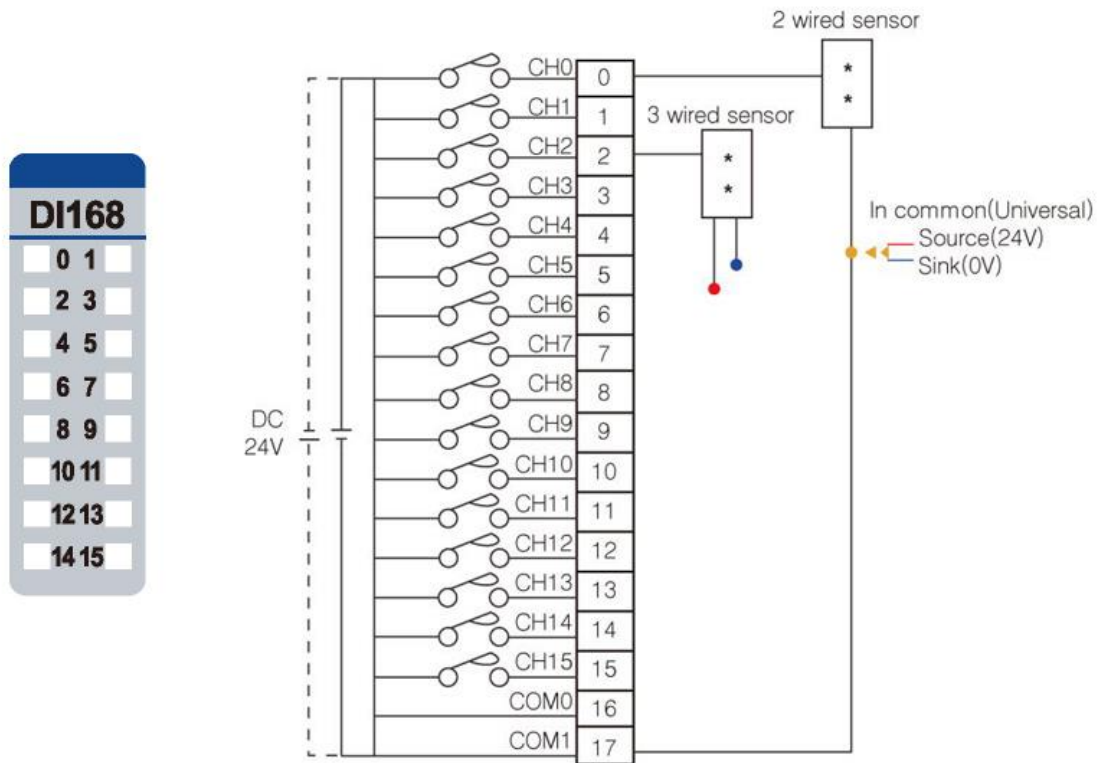 DI168
0 1
2 3
4 5
6 7
8 9
10 11
12 13
14 15
DC
24V
CH0 0
CH1 1
CH2 2
CH3 3
CH4 4
CH5 5
CH6 6
CH7 7
CH8 8
CH9 9
CH10 10
CH11 11
CH12 12
CH13 13
CH14 14
CH15 15
COM0 16
COM1 17
2 wired sensor
*
*
3 wired sensor
*
*
In common(Universal)
Source(24V)
Sink(0V)